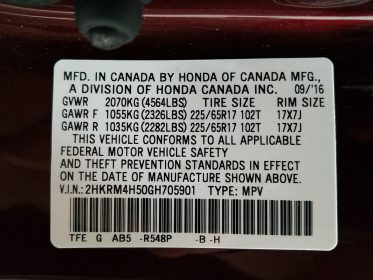 MFD. IN CANADA BY HONDA OF CANADA MFG.,
A DIVISION OF HONDA CANADA INC. 09/'16
GVWR 2070KG (4564LBS) TIRE SIZE RIM SIZE
GAWR F 1055KG (2326LBS) 225/65R17 102T 17X7J
GAWR R 1035KG (2282LBS) 225/65R17 102T 17X7J
THIS VEHICLE CONFORMS TO ALL APPLICABLE
FEDERAL MOTOR VEHICLE SAFETY
AND THEFT PREVENTION STANDARDS IN EFFECT
ON THE DATE OF MANUFACTURE SHOWN ABOVE.
V.I.N.: 2HKRM4H50GH705901 TYPE: MPV
TFE G AB5 -R548P -B -H